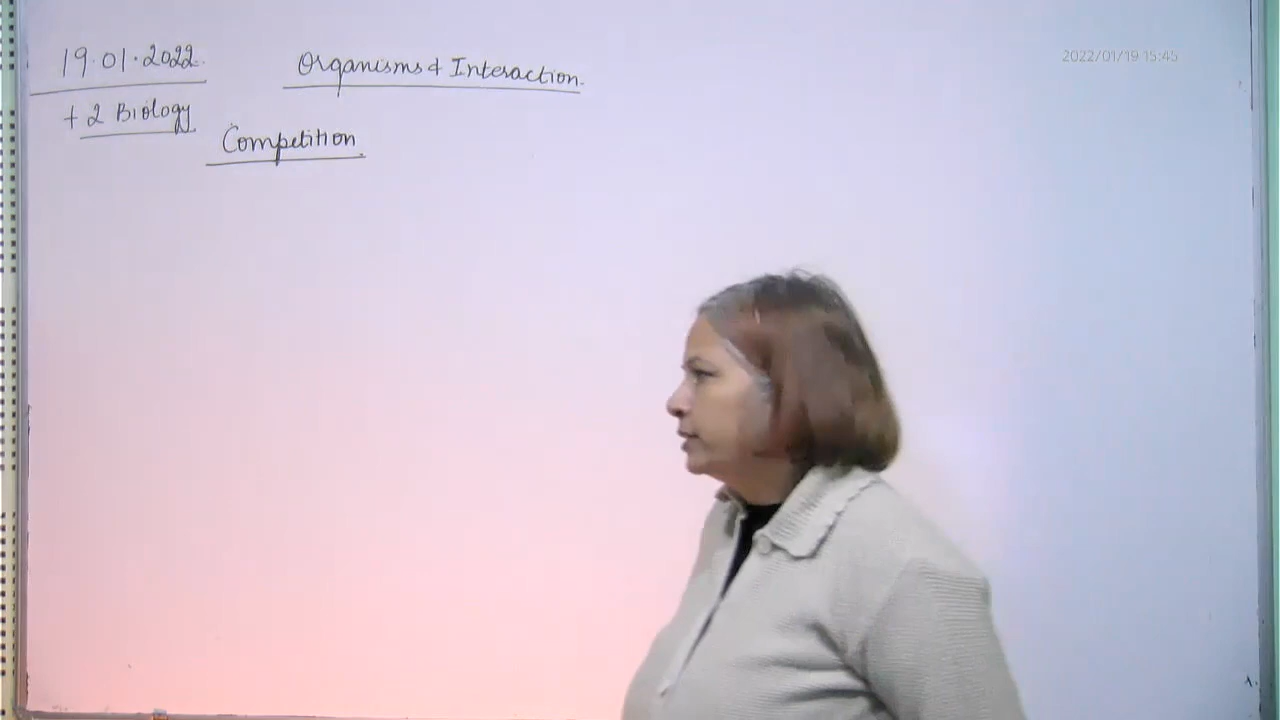 19.01.2022.
Organisms & Interaction.
2022/01/19 15:45
+2 Biology
Competition.